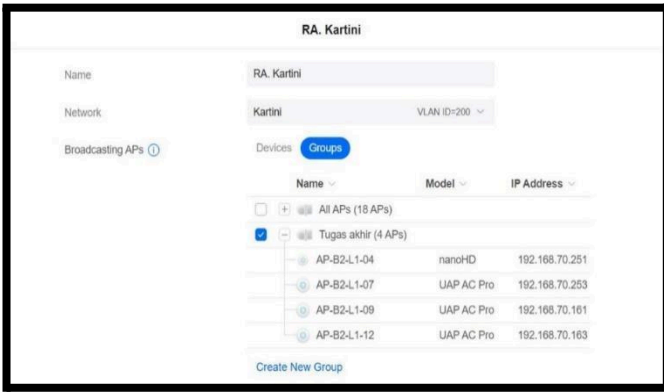 RA. Kartini
Name RA. Kartini
Network Kartini VLAN ID=200
Broadcasting APs Devices Groups
Name Model IP Address
All APs (18 APs)
Tugas akhir (4 APs)
AP-B2-L1-04 nanoHD 192.168.70.251
AP-B2-L1-07 UAP AC Pro 192.168.70.253
AP-B2-L1-09 UAP AC Pro 192.168.70.161
AP-B2-L1-12 UAP AC Pro 192.168.70.163
Create New Group